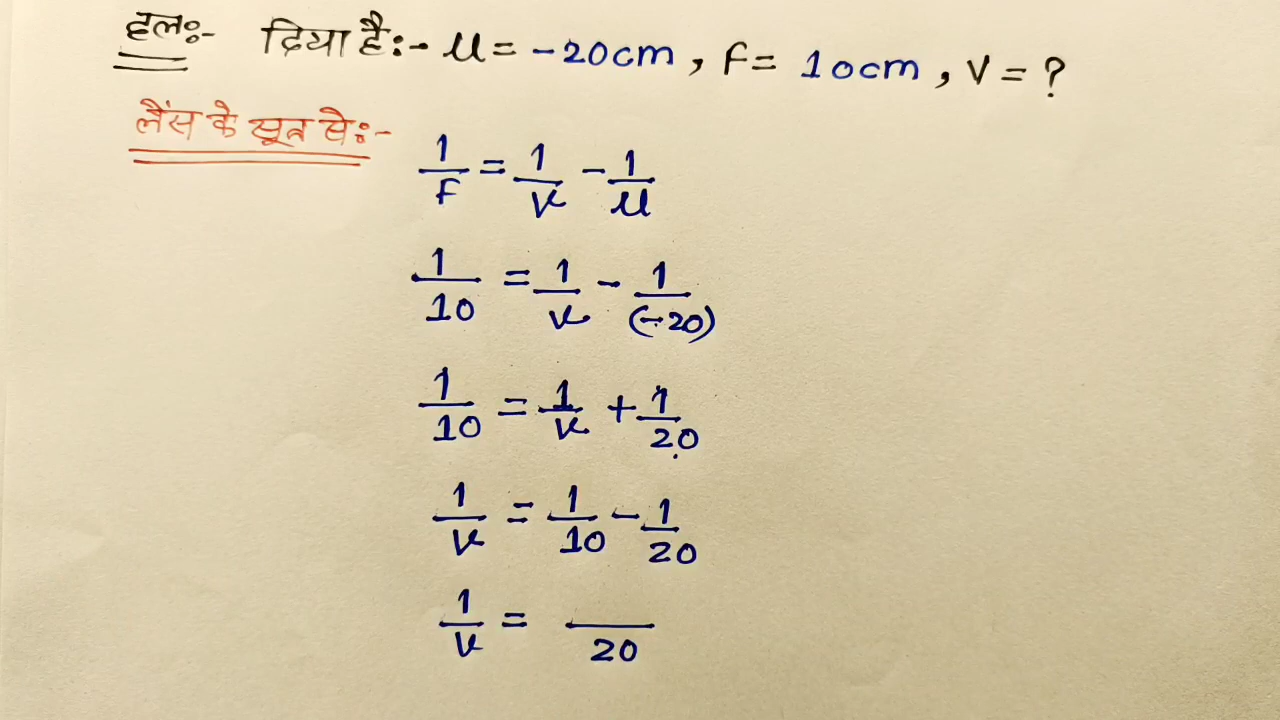 हलः- दिया हैः- u = -20cm, f = 10cm, v = ?
लैंस के सूत्र सेः-
1/f = 1/v - 1/u
1/10 = 1/v - 1/(-20)
1/10 = 1/v + 1/20
1/v = 1/10 - 1/20
1/v = /20